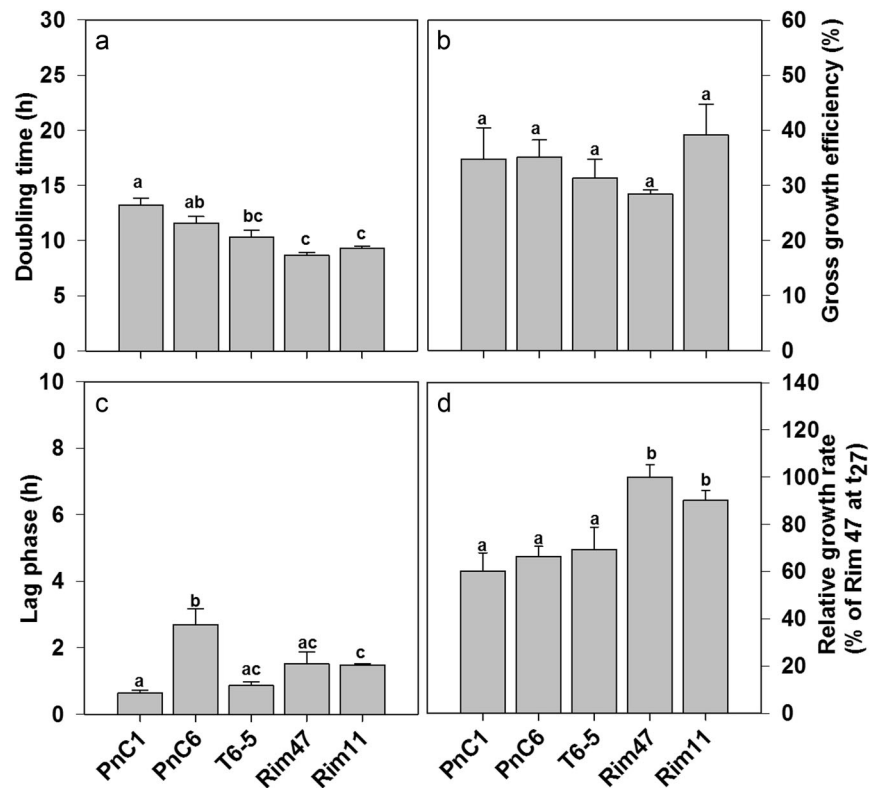 a
Doubling time (h)
30
25
20
15
10
5
0
a
ab
bc
c
c
b
Gross growth efficiency (%)
60
50
40
30
20
10
0
a
a
a
a
a
c
Lag phase (h)
10
8
6
4
2
0
a
b
ac
ac
c
PnC1
PnC6
T6-5
Rim47
Rim11
d
Relative growth rate
(% of Rim 47 at t27)
140
120
100
80
60
40
20
0
a
a
a
b
b
PnC1
PnC6
T6-5
Rim47
Rim11